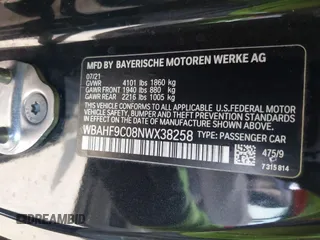 MFD BY BAYERISCHE MOTOREN WERKE AG
07/21
GVWR 4101 lbs 1860 kg
GAWR FRONT 1940 lbs 880 kg
GAWR REAR 2216 lbs 1005 kg
THIS VEHICLE CONFORMS TO ALL APPLICABLE
U.S. FEDERAL MOTOR VEHICLE SAFETY, BUMPER,
AND THEFT PREVENTION STANDARDS IN EFFECT ON
THE DATE OF MANUFACTURE SHOWN ABOVE.
WBAHF9C08NWX38258 TYPE: PASSENGER CAR
475/9
7 315 814
DREAMBID